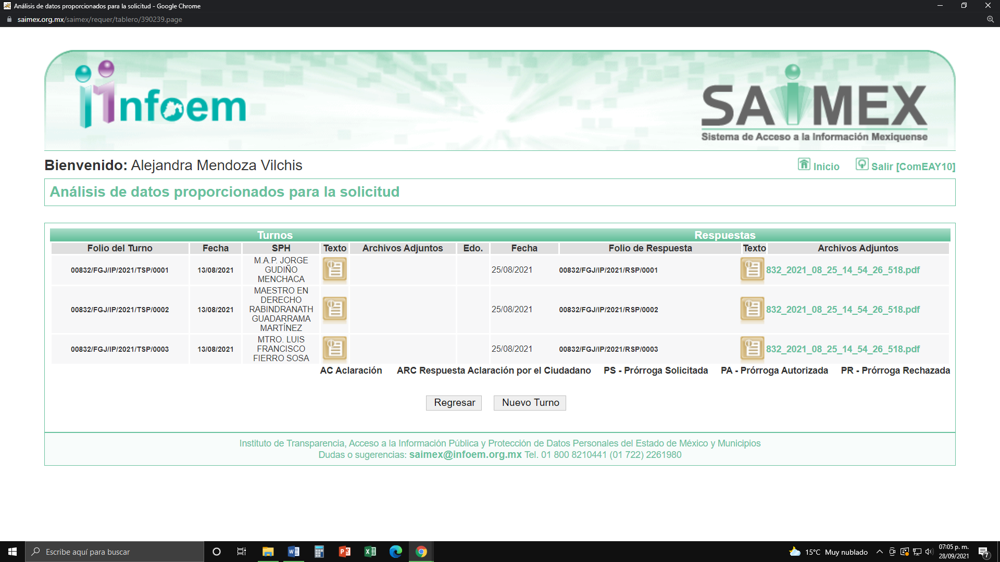 Análisis de datos proporcionados para la solicitud - Google Chrome
saimex.org.mx/saimex/requer/tablero/390239.page
infoem
SAIMEX
Sistema de Acceso a la Información Mexiquense
Bienvenido: Alejandra Mendoza Vilchis
Inicio Salir [ComEAY10]
Análisis de datos proporcionados para la solicitud
Turnos Respuestas
Folio del Turno Fecha SPH Texto Archivos Adjuntos Edo. Fecha Folio de Respuesta Texto Archivos Adjuntos
00832/FGJ/IP/2021/TSP/0001 13/08/2021 M.A.P. JORGE
GUDIÑO
MENCHACA 25/08/2021 00832/FGJ/IP/2021/RSP/0001 832_2021_08_25_14_54_26_518.pdf
00832/FGJ/IP/2021/TSP/0002 13/08/2021 MAESTRO EN
DERECHO
RABINDRANATH
GUADARRAMA
MARTÍNEZ 25/08/2021 00832/FGJ/IP/2021/RSP/0002 832_2021_08_25_14_54_26_518.pdf
00832/FGJ/IP/2021/TSP/0003 13/08/2021 MTRO. LUIS
FRANCISCO
FIERRO SOSA 25/08/2021 00832/FGJ/IP/2021/RSP/0003 832_2021_08_25_14_54_26_518.pdf
AC Aclaración ARC Respuesta Aclaración por el Ciudadano PS - Prórroga Solicitada PA - Prórroga Autorizada PR - Prórroga Rechazada
Regresar Nuevo Turno
Instituto de Transparencia, Acceso a la Información Pública y Protección de Datos Personales del Estado de México y Municipios
Dudas o sugerencias: saimex@infoem.org.mx Tel. 01 800 8210441 (01 722) 2261980
Escribe aquí para buscar
15°C Muy nublado
07:05 p. m.
28/09/2021
7